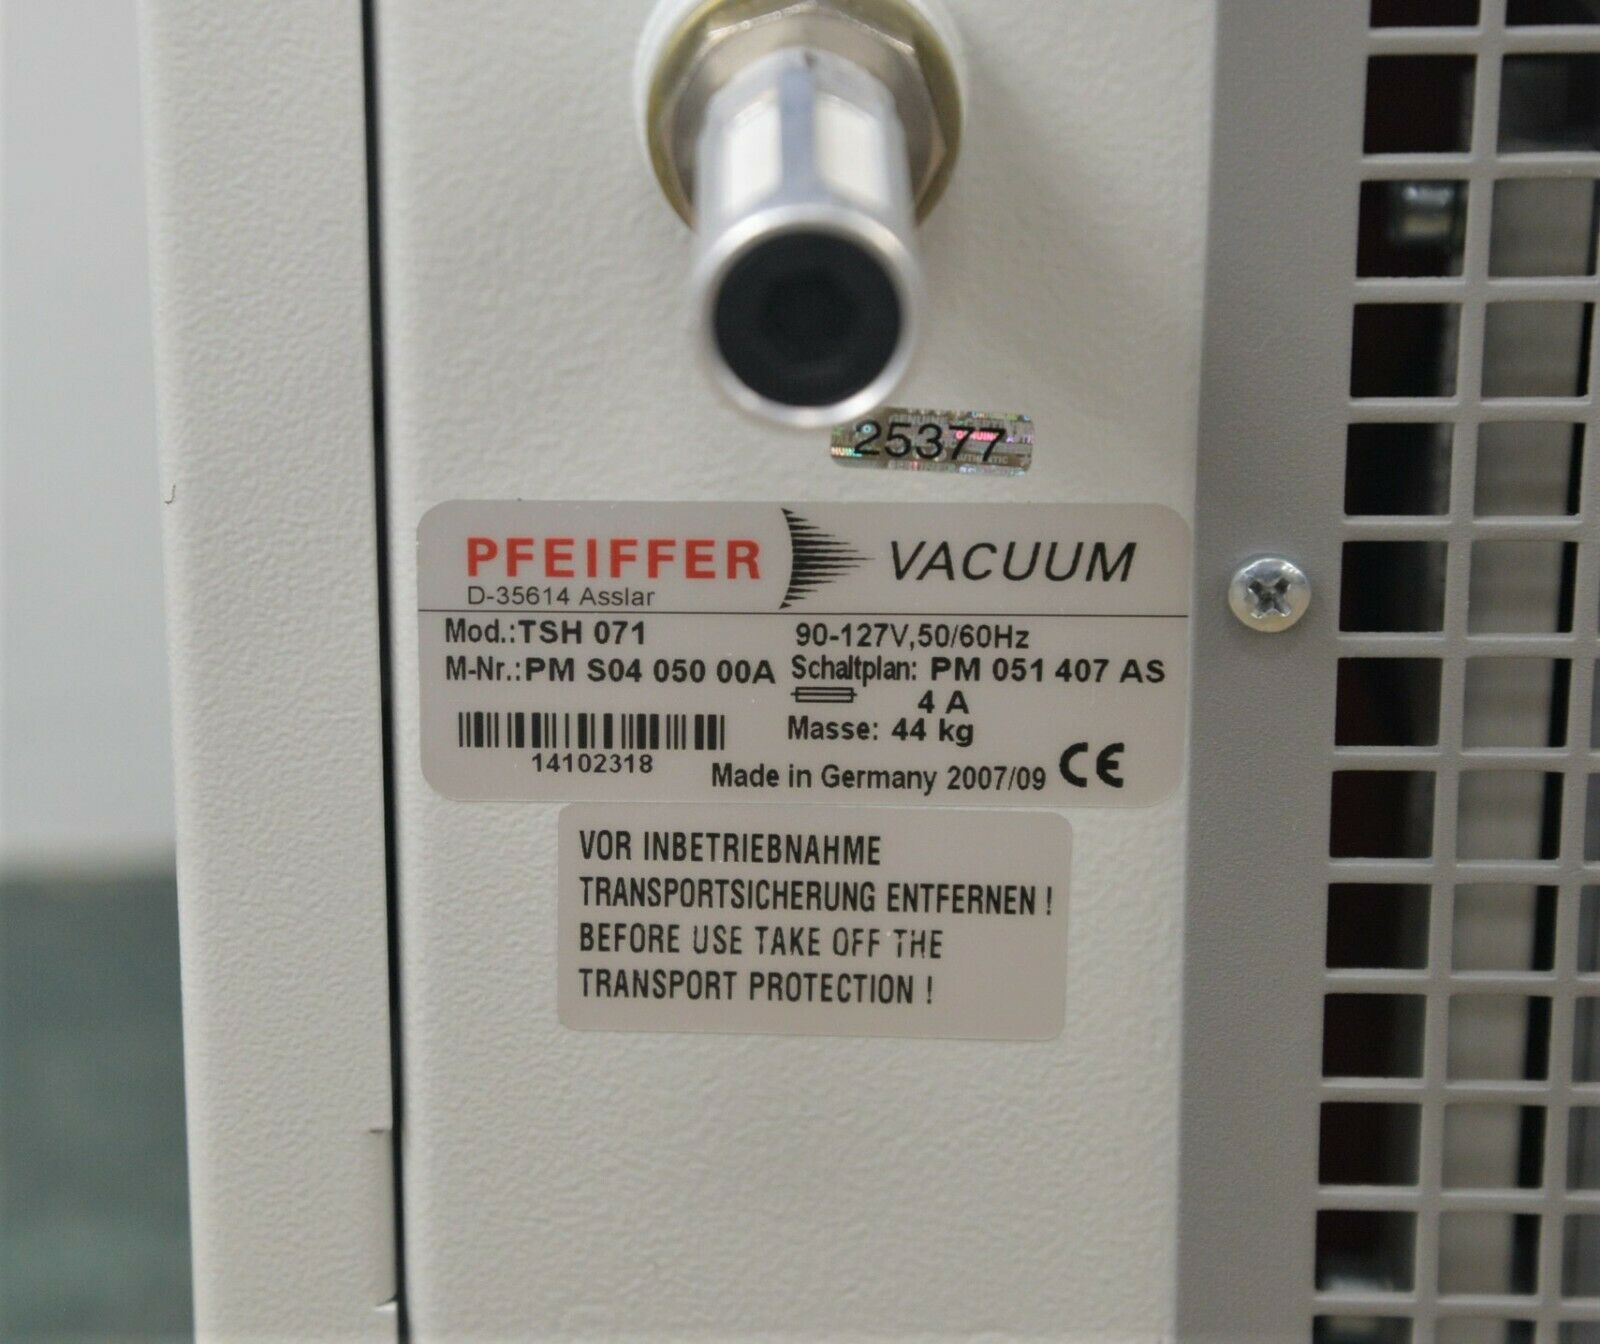 25377
PFEIFFER VACUUM
D-35614 Asslar
Mod.:TSH 071 90-127V,50/60Hz
M-Nr.:PM S04 050 00A Schaltplan: PM 051 407 AS
4 A
Masse: 44 kg
14102318
Made in Germany 2007/09 CE
VOR INBETRIEBNAHME
TRANSPORTSICHERUNG ENTFERNEN !
BEFORE USE TAKE OFF THE
TRANSPORT PROTECTION !